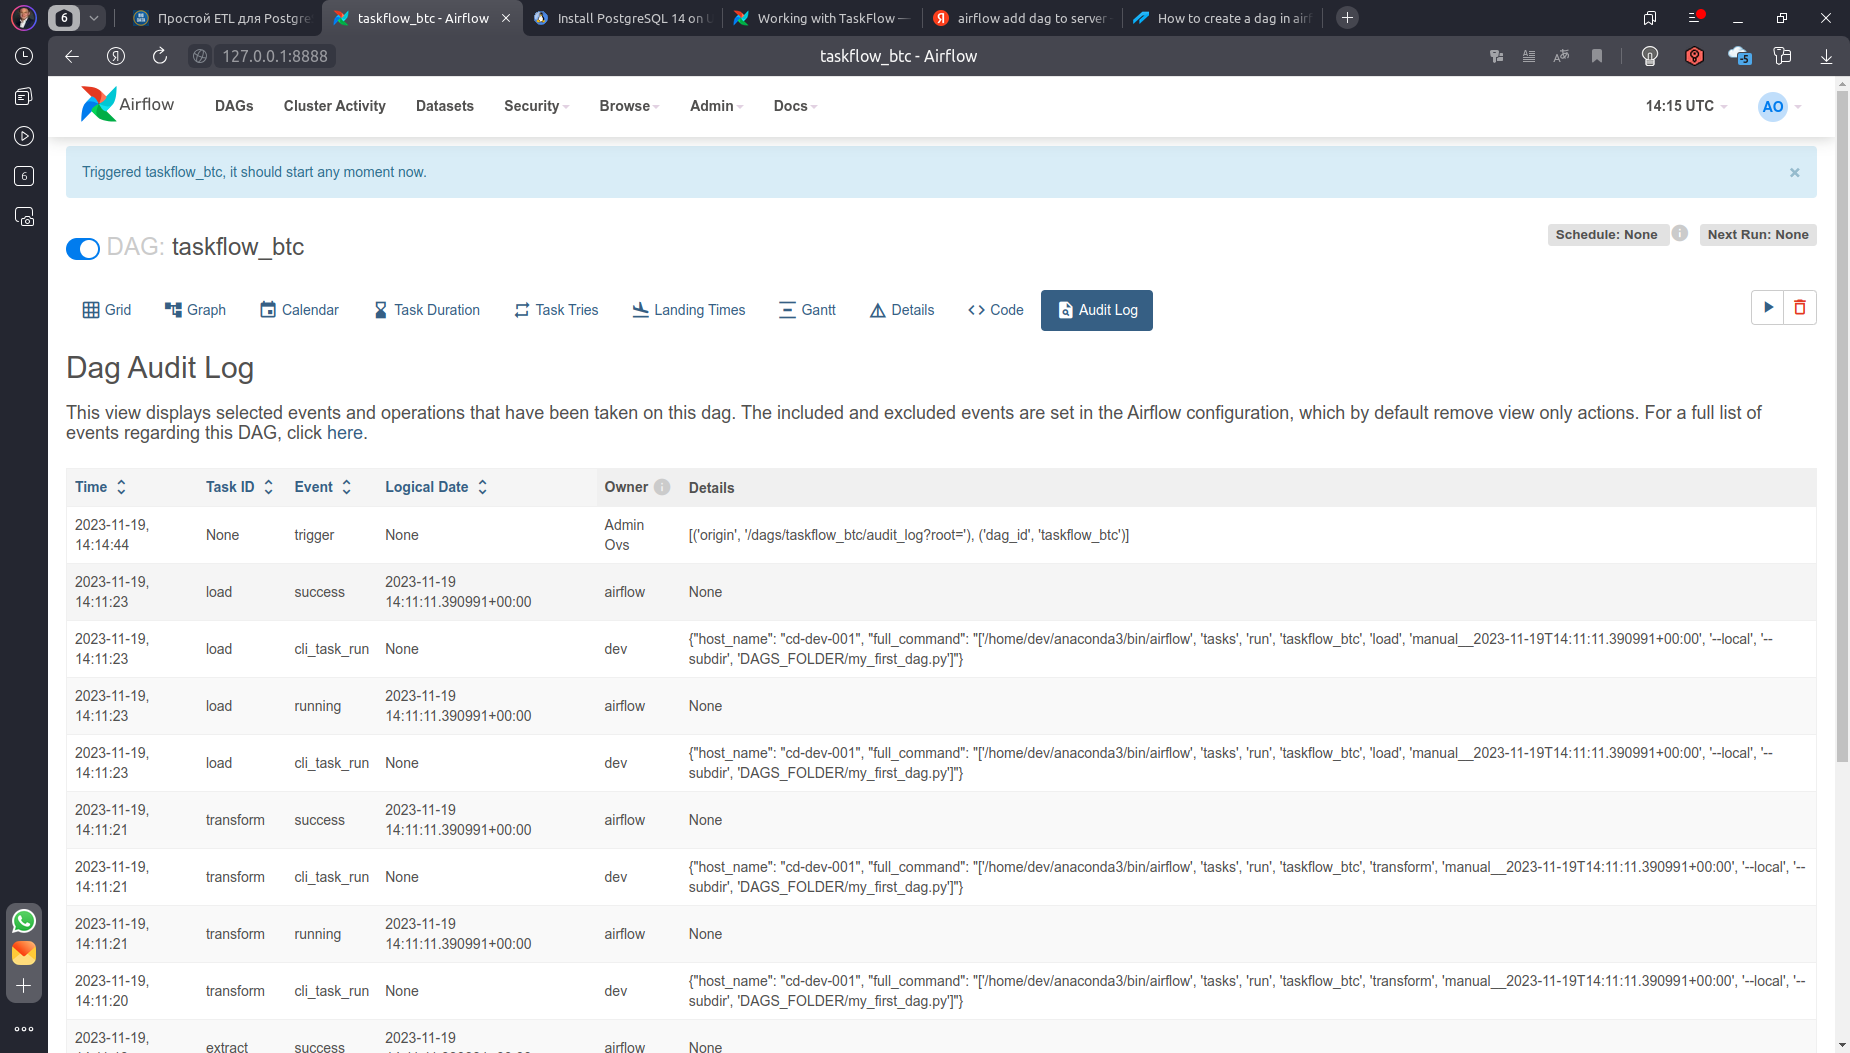 6
Простой ETL для Postgre
taskflow_btc - Airflow
Install PostgreSQL 14 on U
Working with TaskFlow —
airflow add dag to server
How to create a dag in airf
127.0.0.1:8888
taskflow_btc - Airflow
5
6
Airflow
DAGs
Cluster Activity
Datasets
Security
Browse
Admin
Docs
14:15 UTC
AO
Triggered taskflow_btc, it should start any moment now.
DAG: taskflow_btc
Schedule: None
Next Run: None
Grid
Graph
Calendar
Task Duration
Task Tries
Landing Times
Gantt
Details
Code
Audit Log
Dag Audit Log
This view displays selected events and operations that have been taken on this dag. The included and excluded events are set in the Airflow configuration, which by default remove view only actions. For a full list of
events regarding this DAG, click here.
Time Task ID Event Logical Date Owner Details
2023-11-19,
14:14:44
None trigger None
Admin
Ovs
[('origin', '/dags/taskflow_btc/audit_log?root='), ('dag_id', 'taskflow_btc')]
2023-11-19,
14:11:23
load success
2023-11-19
14:11:11.390991+00:00
airflow None
2023-11-19,
14:11:23
load cli_task_run None dev
{"host_name": "cd-dev-001", "full_command": "['/home/dev/anaconda3/bin/airflow', 'tasks', 'run', 'taskflow_btc', 'load', 'manual__2023-11-19T14:11:11.390991+00:00', '--local', '--
subdir', 'DAGS_FOLDER/my_first_dag.py']"}
2023-11-19,
14:11:23
load running
2023-11-19
14:11:11.390991+00:00
airflow None
2023-11-19,
14:11:23
load cli_task_run None dev
{"host_name": "cd-dev-001", "full_command": "['/home/dev/anaconda3/bin/airflow', 'tasks', 'run', 'taskflow_btc', 'load', 'manual__2023-11-19T14:11:11.390991+00:00', '--local', '--
subdir', 'DAGS_FOLDER/my_first_dag.py']"}
2023-11-19,
14:11:21
transform success
2023-11-19
14:11:11.390991+00:00
airflow None
2023-11-19,
14:11:21
transform cli_task_run None dev
{"host_name": "cd-dev-001", "full_command": "['/home/dev/anaconda3/bin/airflow', 'tasks', 'run', 'taskflow_btc', 'transform', 'manual__2023-11-19T14:11:11.390991+00:00', '--local', '--
subdir', 'DAGS_FOLDER/my_first_dag.py']"}
2023-11-19,
14:11:21
transform running
2023-11-19
14:11:11.390991+00:00
airflow None
2023-11-19,
14:11:20
transform cli_task_run None dev
{"host_name": "cd-dev-001", "full_command": "['/home/dev/anaconda3/bin/airflow', 'tasks', 'run', 'taskflow_btc', 'transform', 'manual__2023-11-19T14:11:11.390991+00:00', '--local', '--
subdir', 'DAGS_FOLDER/my_first_dag.py']"}
2023-11-19,
extract success
2023-11-19
airflow None